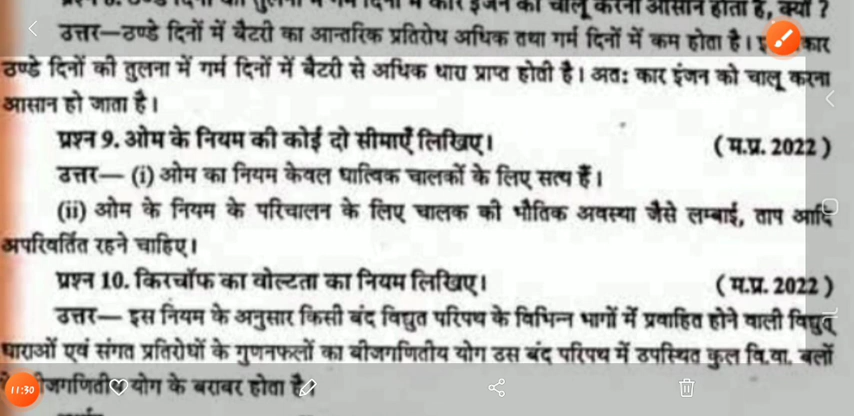 उत्तर—ठण्डे दिनों में बैटरी का आन्तरिक प्रतिरोध अधिक तथा गर्म दिनों में कम होता है। कार
ठण्डे दिनों की तुलना में गर्म दिनों में बैटरी से अधिक धारा प्राप्त होती है। अतः कार इंजन को चालू करना
आसान हो जाता है।
प्रश्न 9. ओम के नियम की कोई दो सीमाएँ लिखिए। (म.प्र. 2022)
उत्तर— (i) ओम का नियम केवल धात्विक चालकों के लिए सत्य हैं।
(ii) ओम के नियम के परिचालन के लिए चालक की भौतिक अवस्था जैसे लम्बाई, ताप आदि
अपरिवर्तित रहने चाहिए।
प्रश्न 10. किरचॉफ का वोल्टता का नियम लिखिए। (म.प्र. 2022)
उत्तर— इस नियम के अनुसार किसी बंद विद्युत परिपथ के विभिन्न भागों में प्रवाहित होने वाली विद्युत्
धाराओं एवं संगत प्रतिरोधों के गुणनफलों का बीजगणितीय योग उस बंद परिपथ में उपस्थित कुल वि.वा. बलों
योग के बराबर होता है।
11:30